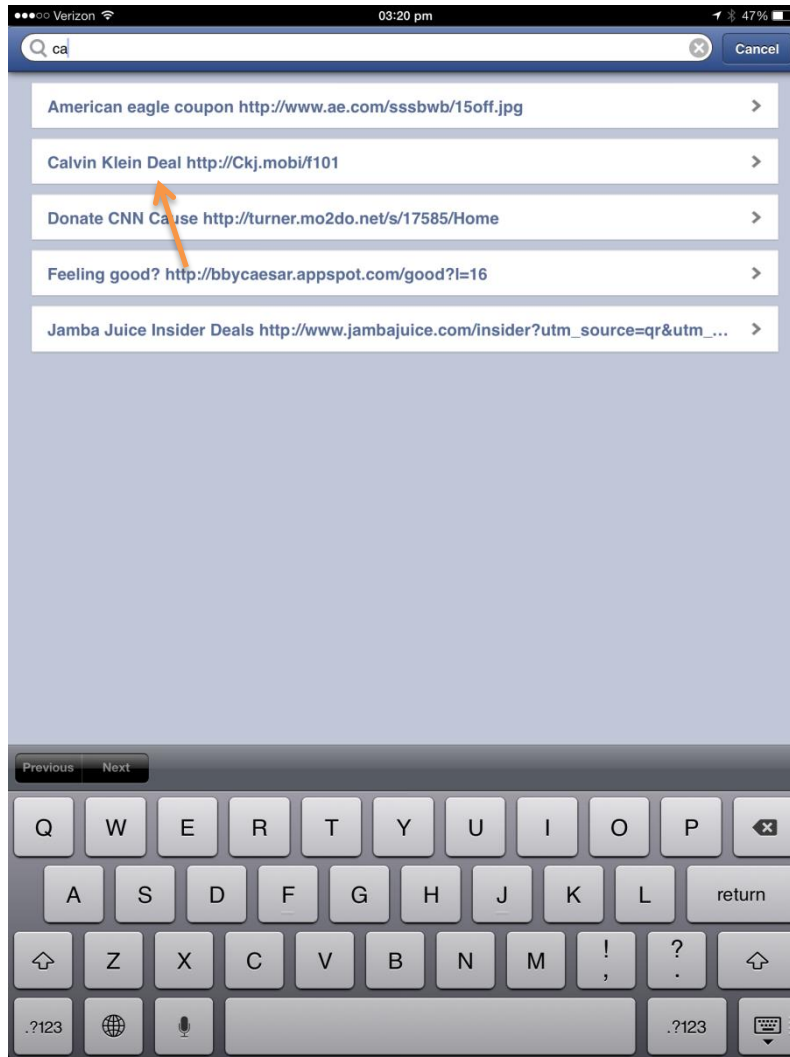 Verizon 03:20 pm 47%
ca Cancel
American eagle coupon http://www.ae.com/sssbwb/15off.jpg
Calvin Klein Deal http://Ckj.mobi/f101
Donate CNN Cause http://turner.mo2do.net/s/17585/Home
Feeling good? http://bbycaesar.appspot.com/good?l=16
Jamba Juice Insider Deals http://www.jambajuice.com/insider?utm_source=qr&utm_...
Previous Next
Q W E R T Y U I O P
A S D F G H J K L return
Z X C V B N M ! , ? .
.?123 .?123